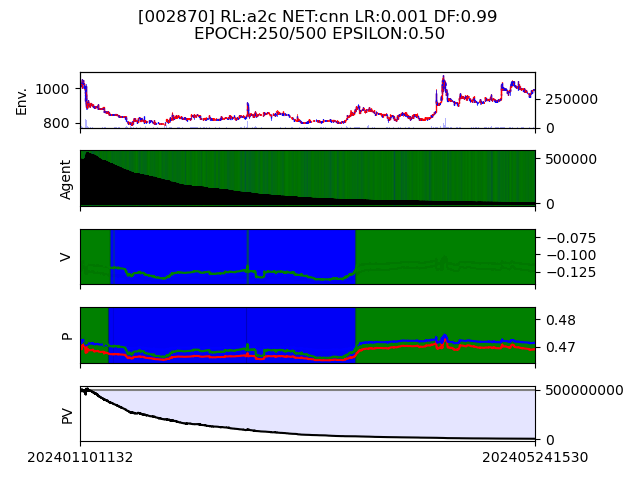 [002870] RL:a2c NET:cnn LR:0.001 DF:0.99
EPOCH:250/500 EPSILON:0.50
Env.
1000
800
250000
0
Agent
500000
0
V
−0.075
−0.100
−0.125
P
0.48
0.47
PV
500000000
0
202401101132
202405241530